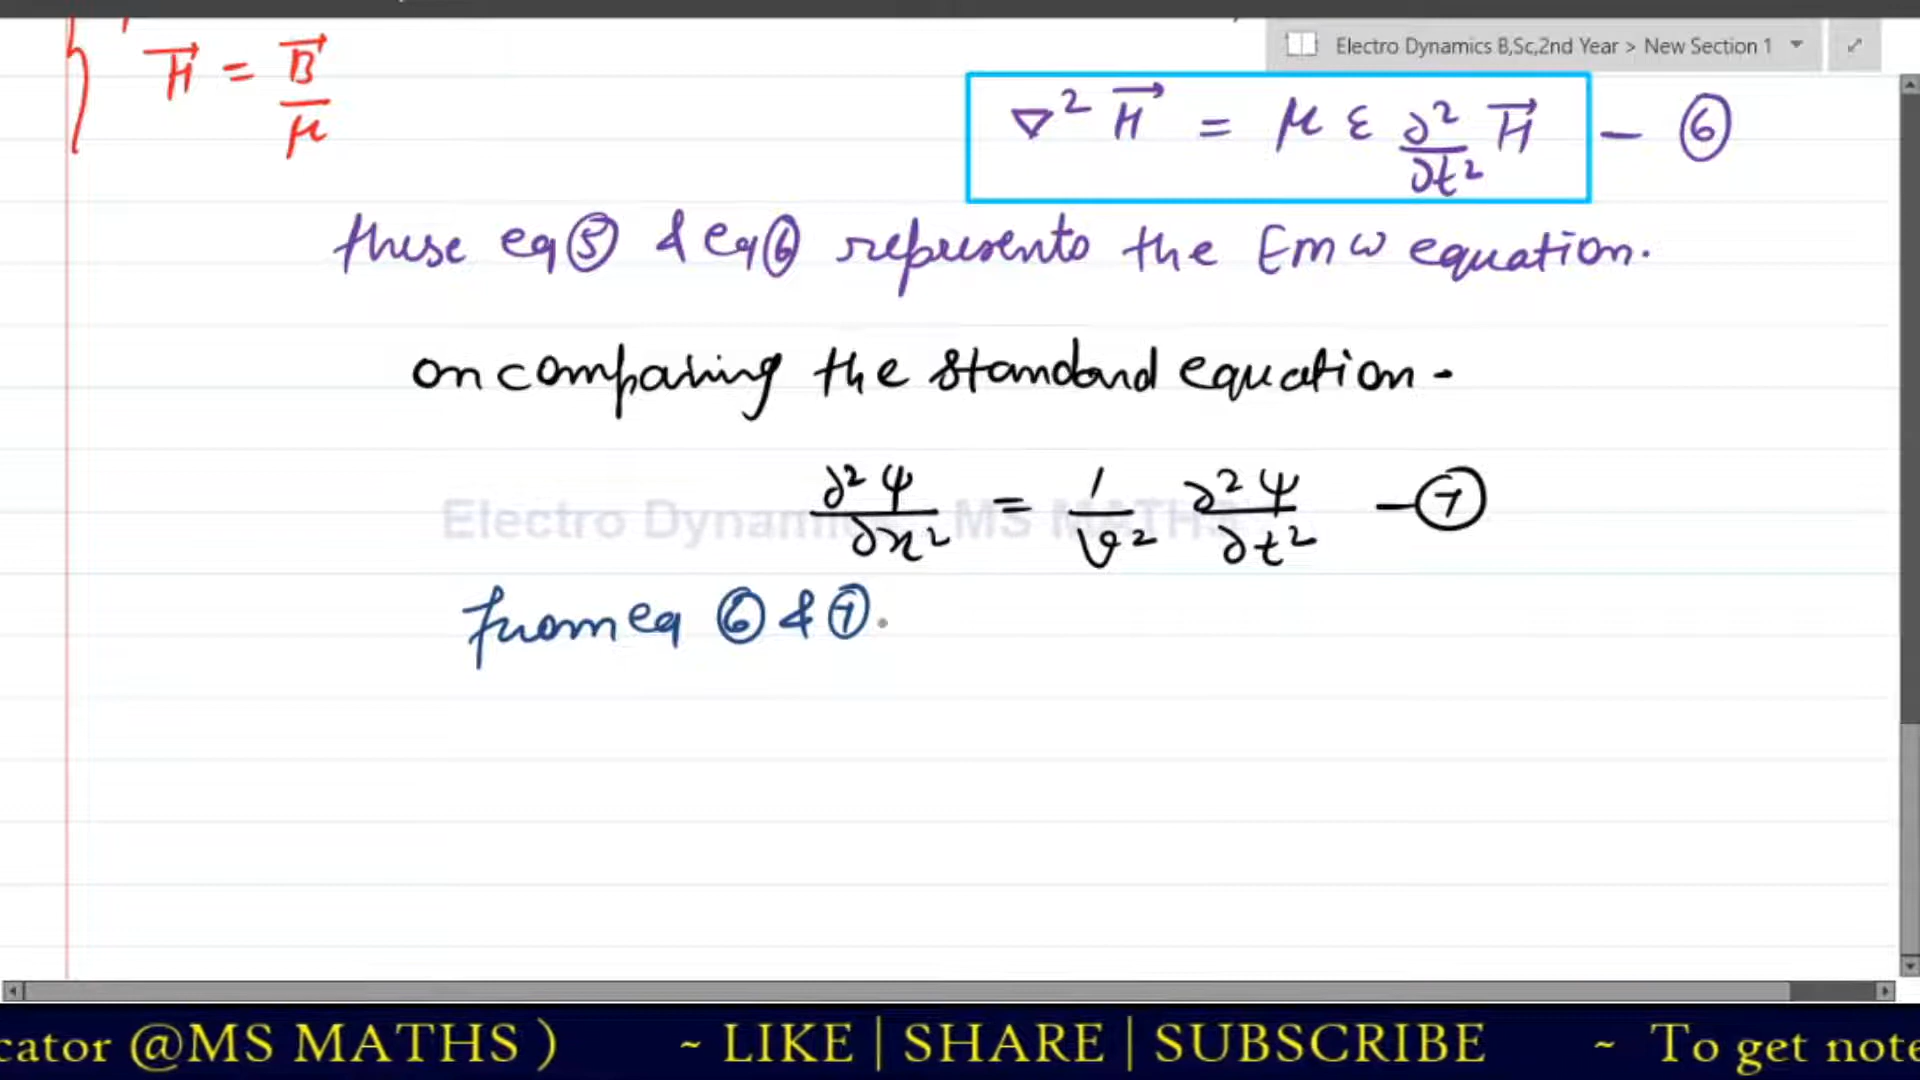 Electro Dynamics B,Sc,2nd Year > New Section 1
H⃗ = B⃗/μ
∇² H⃗ = μ ε ∂²/∂t² H⃗ – ⑥
these eq ⑤ & eq ⑥ represents the EmW equation.
on comparing the standard equation -
∂²ψ/∂x² = 1/v² ∂²ψ/∂t² – ⑦
Electro Dynamics MS MATHS
from eq ⑥ & ⑦.
cator @MS MATHS ) ~ LIKE | SHARE | SUBSCRIBE ~ To get note